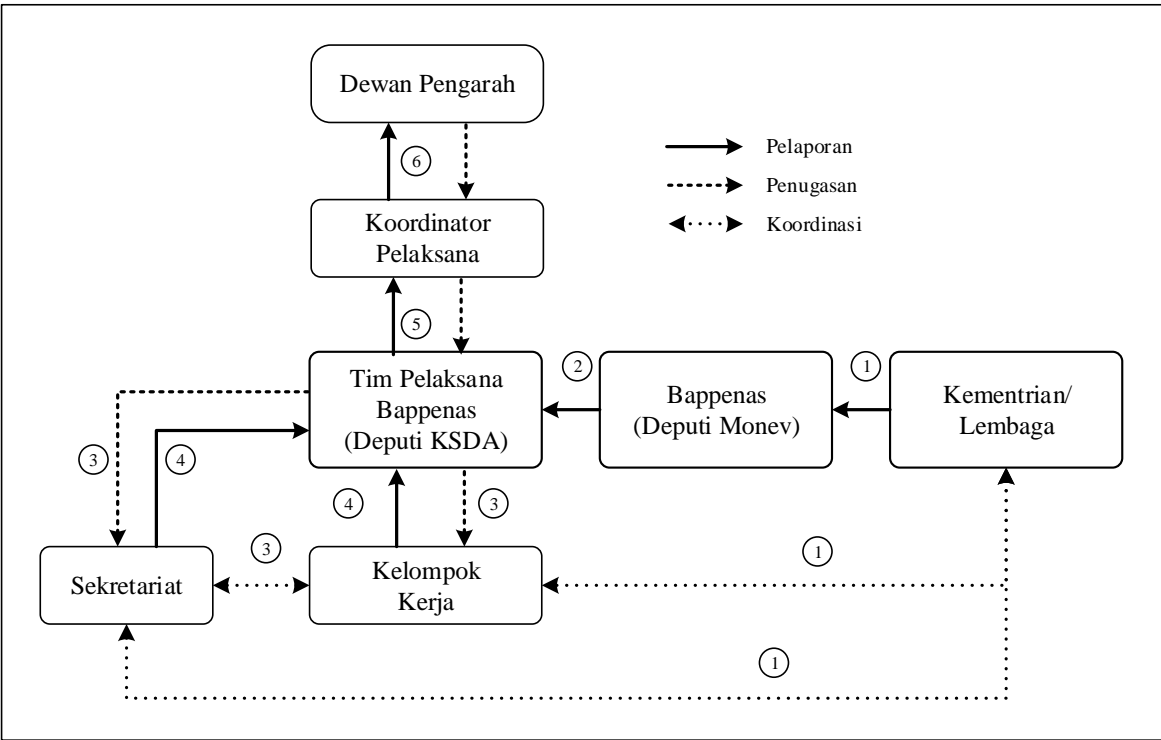 Dewan Pengarah
6
Pelaporan
Penugasan
Koordinasi
Koordinator
Pelaksana
5
Tim Pelaksana
Bappenas
(Deputi KSDA)
2
Bappenas
(Deputi Monev)
1
Kementrian/
Lembaga
3
4
4
3
3
1
Sekretariat
Kelompok
Kerja
1